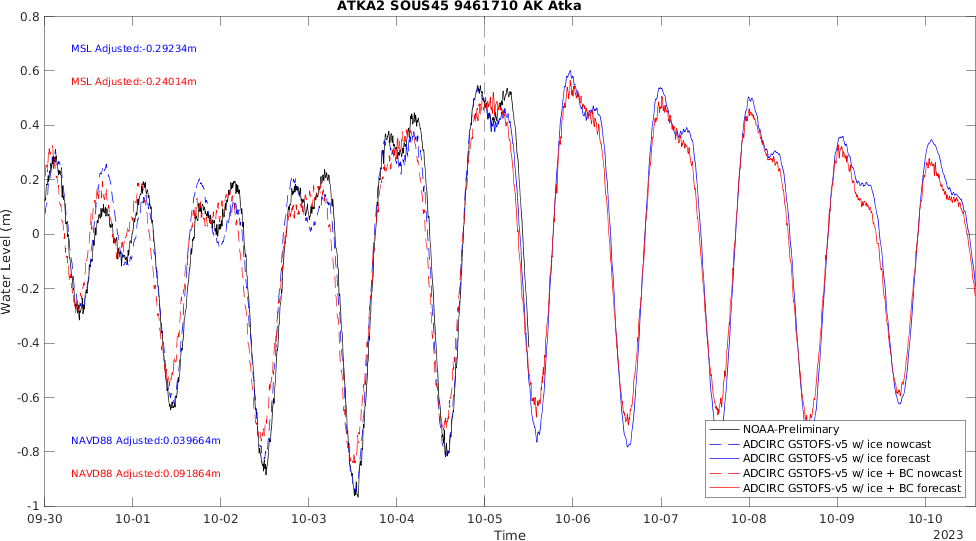 ATKA2 SOUS45 9461710 AK Atka
0.8
MSL Adjusted:-0.29234m
0.6
MSL Adjusted:-0.24014m
0.4
0.2
0
-0.2
-0.4
-0.6
-0.8
-1
Water Level (m)
NAVD88 Adjusted:0.039664m
NAVD88 Adjusted:0.091864m
NOAA-Preliminary
ADCIRC GSTOFS-v5 w/ ice nowcast
ADCIRC GSTOFS-v5 w/ ice forecast
ADCIRC GSTOFS-v5 w/ ice + BC nowcast
ADCIRC GSTOFS-v5 w/ ice + BC forecast
09-30 10-01 10-02 10-03 10-04 10-05 10-06 10-07 10-08 10-09 10-10
Time
2023